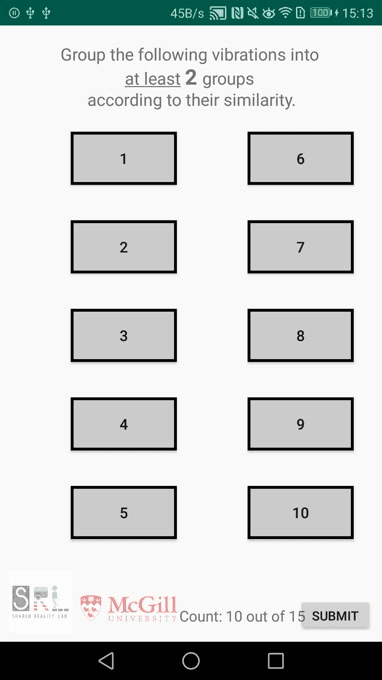 45B/s 100 15:13
Group the following vibrations into
at least 2 groups
according to their similarity.
1 6
2 7
3 8
4 9
5 10
SRL...
SHARED REALITY LAB
McGill
UNIVERSITY
Count: 10 out of 15 SUBMIT